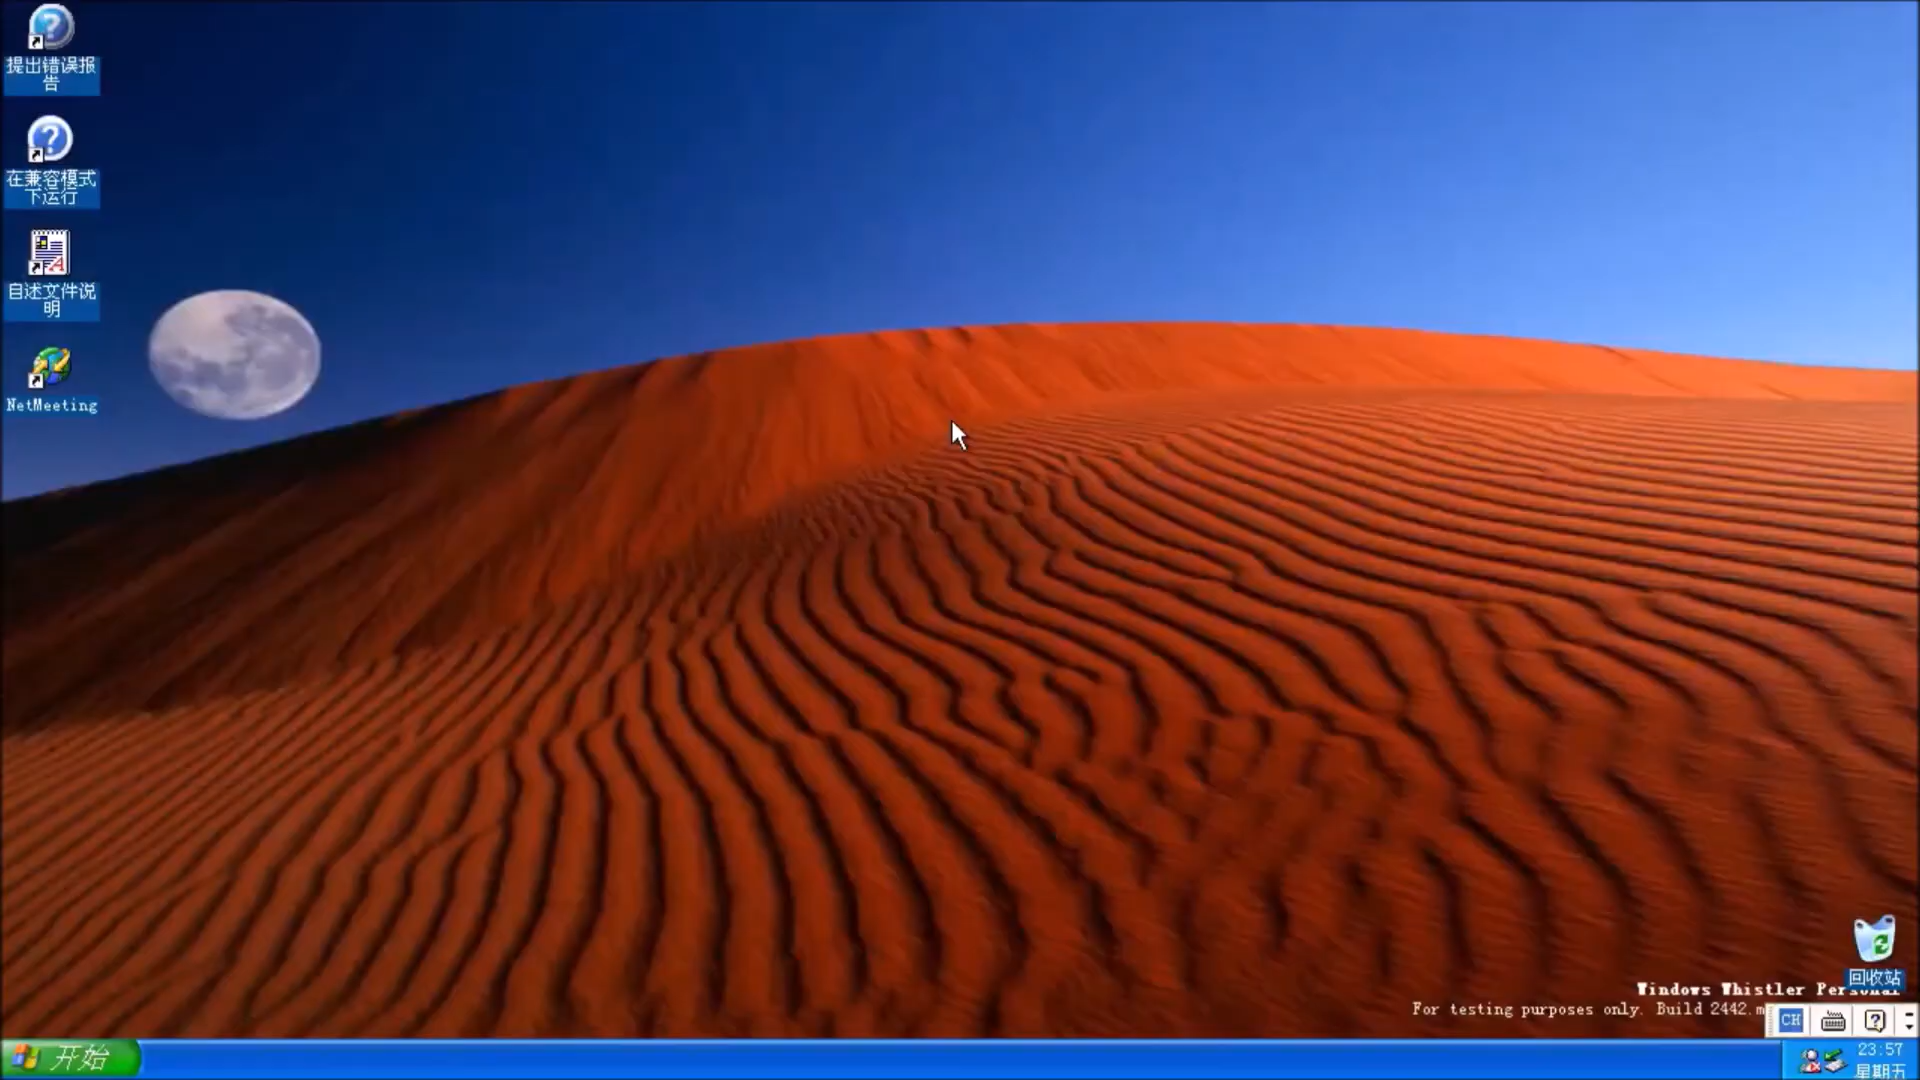 提出错误报
告
在兼容模式
下运行
自述文件说
明
NetMeeting
回收站
Windows Whistler Personal
For testing purposes only. Build 2442.m
CH
开始
23:57
星期五